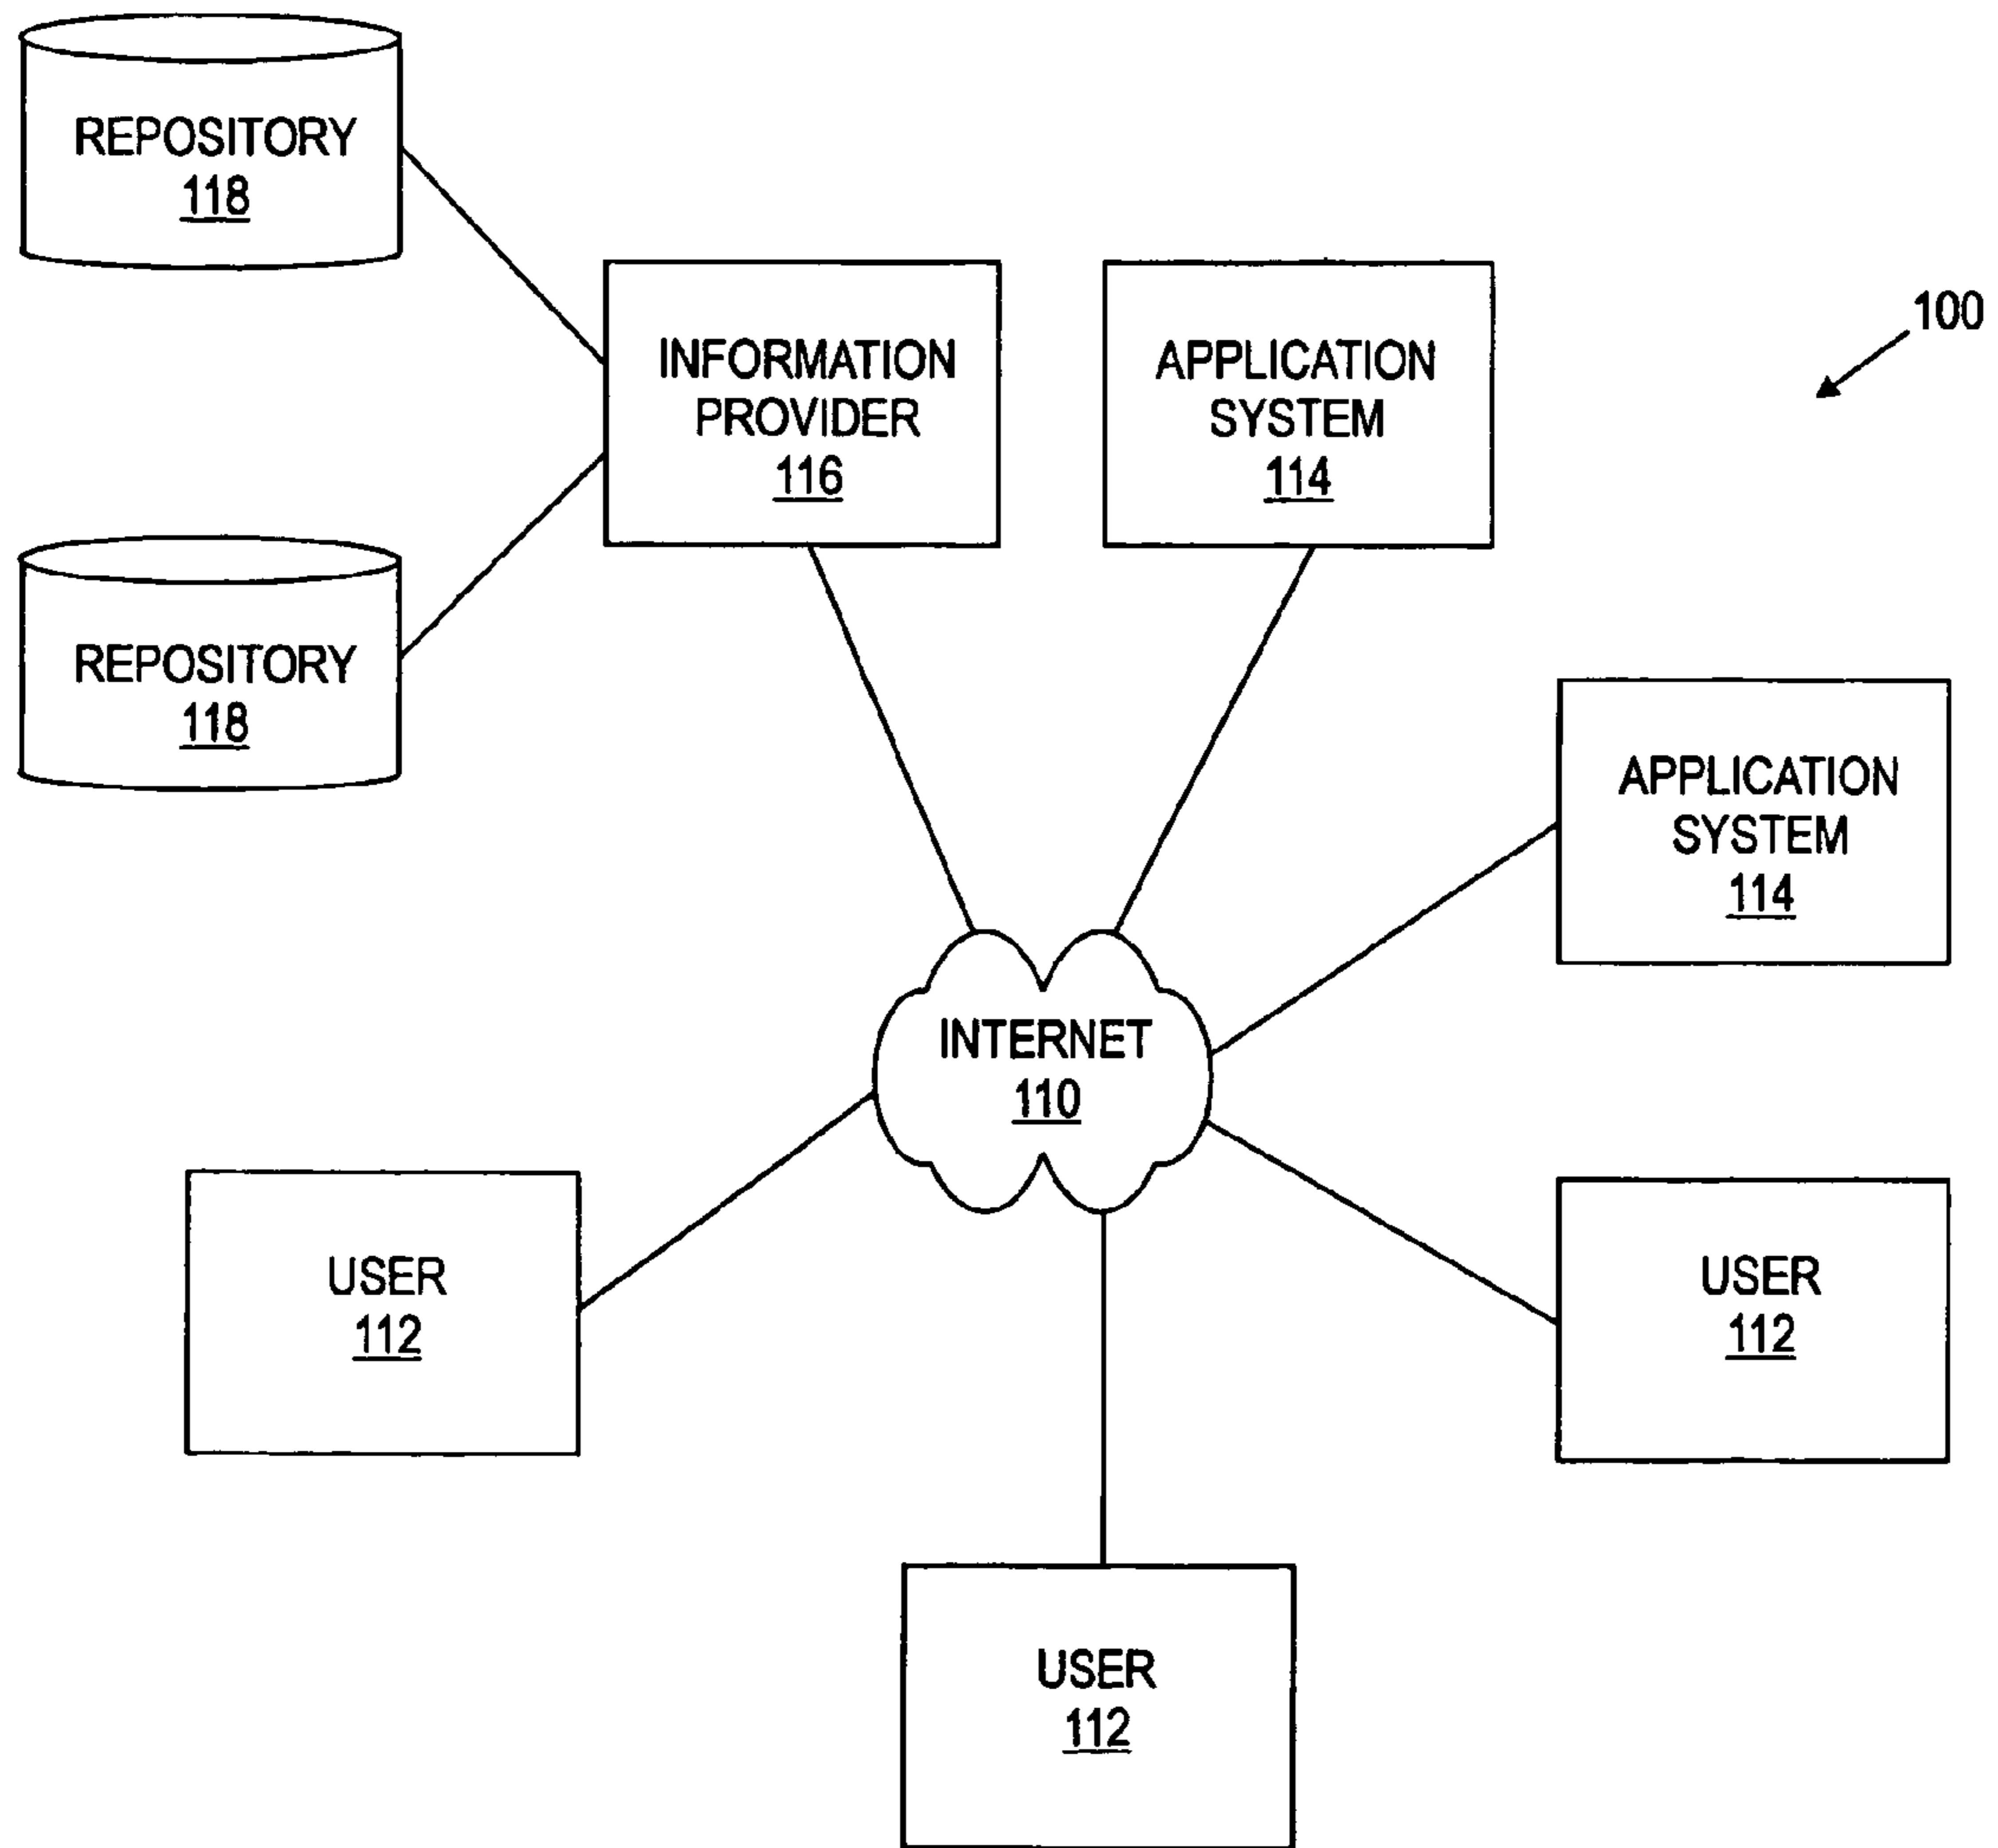 REPOSITORY
118
INFORMATION
PROVIDER
116
APPLICATION
SYSTEM
114
100
REPOSITORY
118
APPLICATION
SYSTEM
114
INTERNET
110
USER
112
USER
112
USER
112